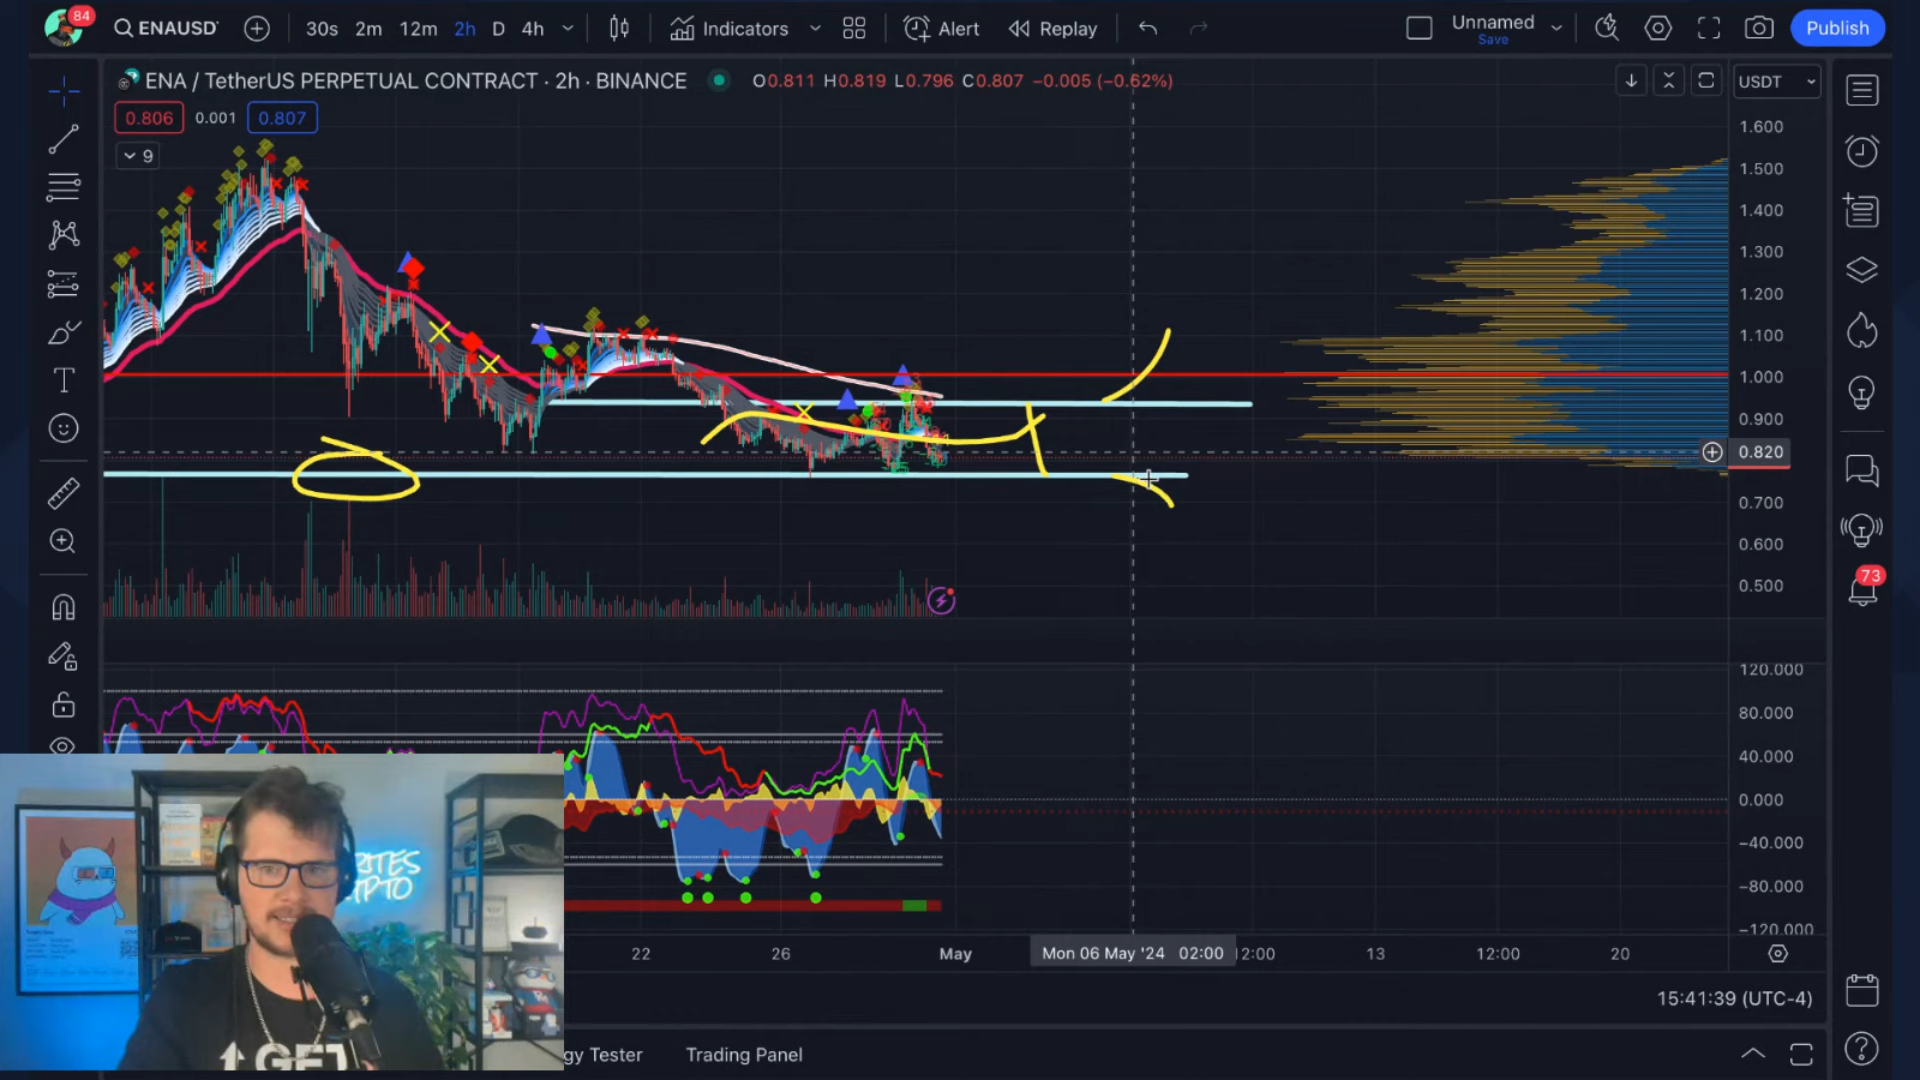 84
ENAUSD
30s 2m 12m 2h D 4h
Indicators
Alert
Replay
Unnamed
Save
Publish
ENA / TetherUS PERPETUAL CONTRACT · 2h · BINANCE
O0.811 H0.819 L0.796 C0.807 −0.005 (−0.62%)
USDT
0.806 0.001 0.807
9
1.600
1.500
1.400
1.300
1.200
1.100
1.000
0.900
0.820
0.700
0.600
0.500
73
120.000
80.000
40.000
0.000
−40.000
−80.000
−120.000
22 26 May Mon 06 May '24 02:00 2:00 13 12:00 20
15:41:39 (UTC-4)
gy Tester Trading Panel
GET